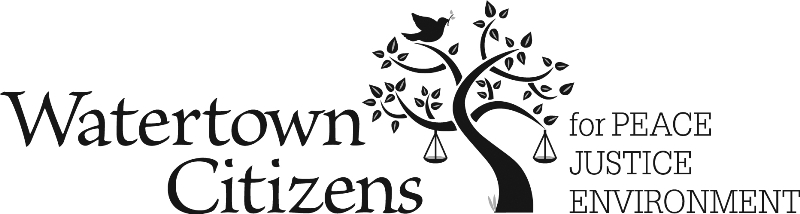 Watertown
Citizens
for PEACE
JUSTICE
ENVIRONMENT